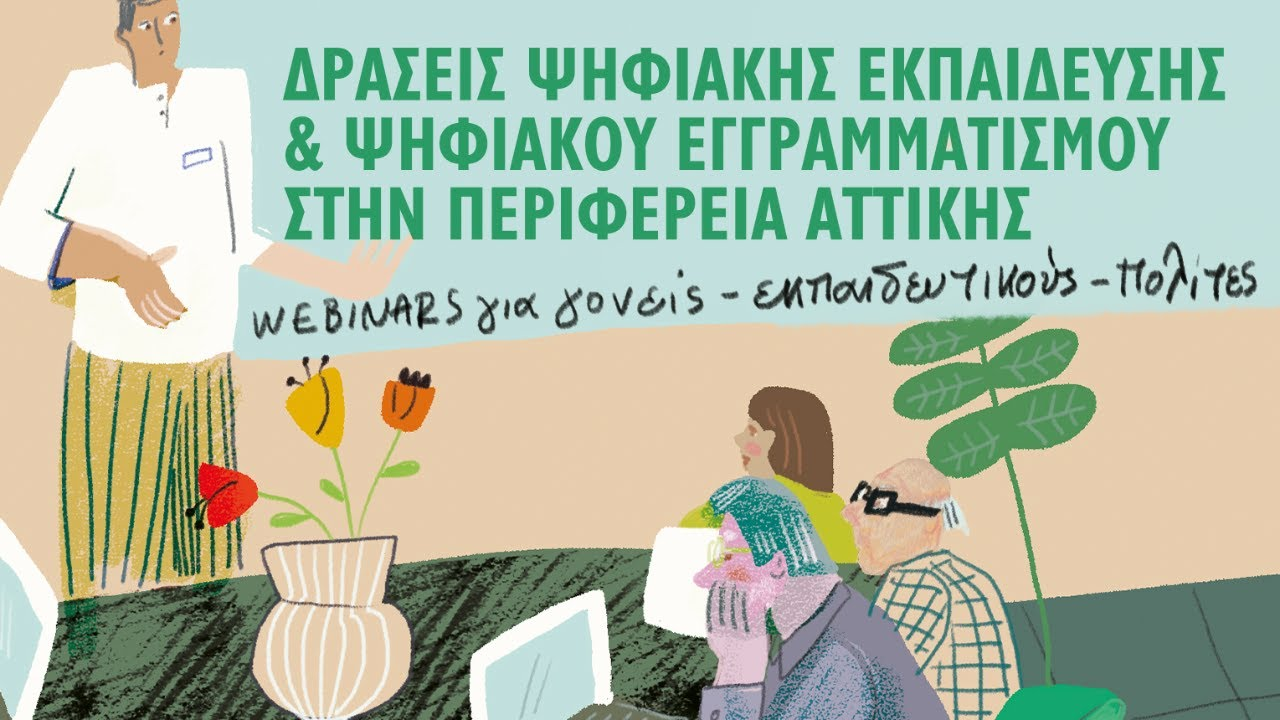 ΔΡΑΣΕΙΣ ΨΗΦΙΑΚΗΣ ΕΚΠΑΙΔΕΥΣΗΣ
& ΨΗΦΙΑΚΟΥ ΕΓΓΡΑΜΜΑΤΙΣΜΟΥ
ΣΤΗΝ ΠΕΡΙΦΕΡΕΙΑ ΑΤΤΙΚΗΣ
WEBINARS για γονείς - εκπαιδευτικούς - Πολίτες